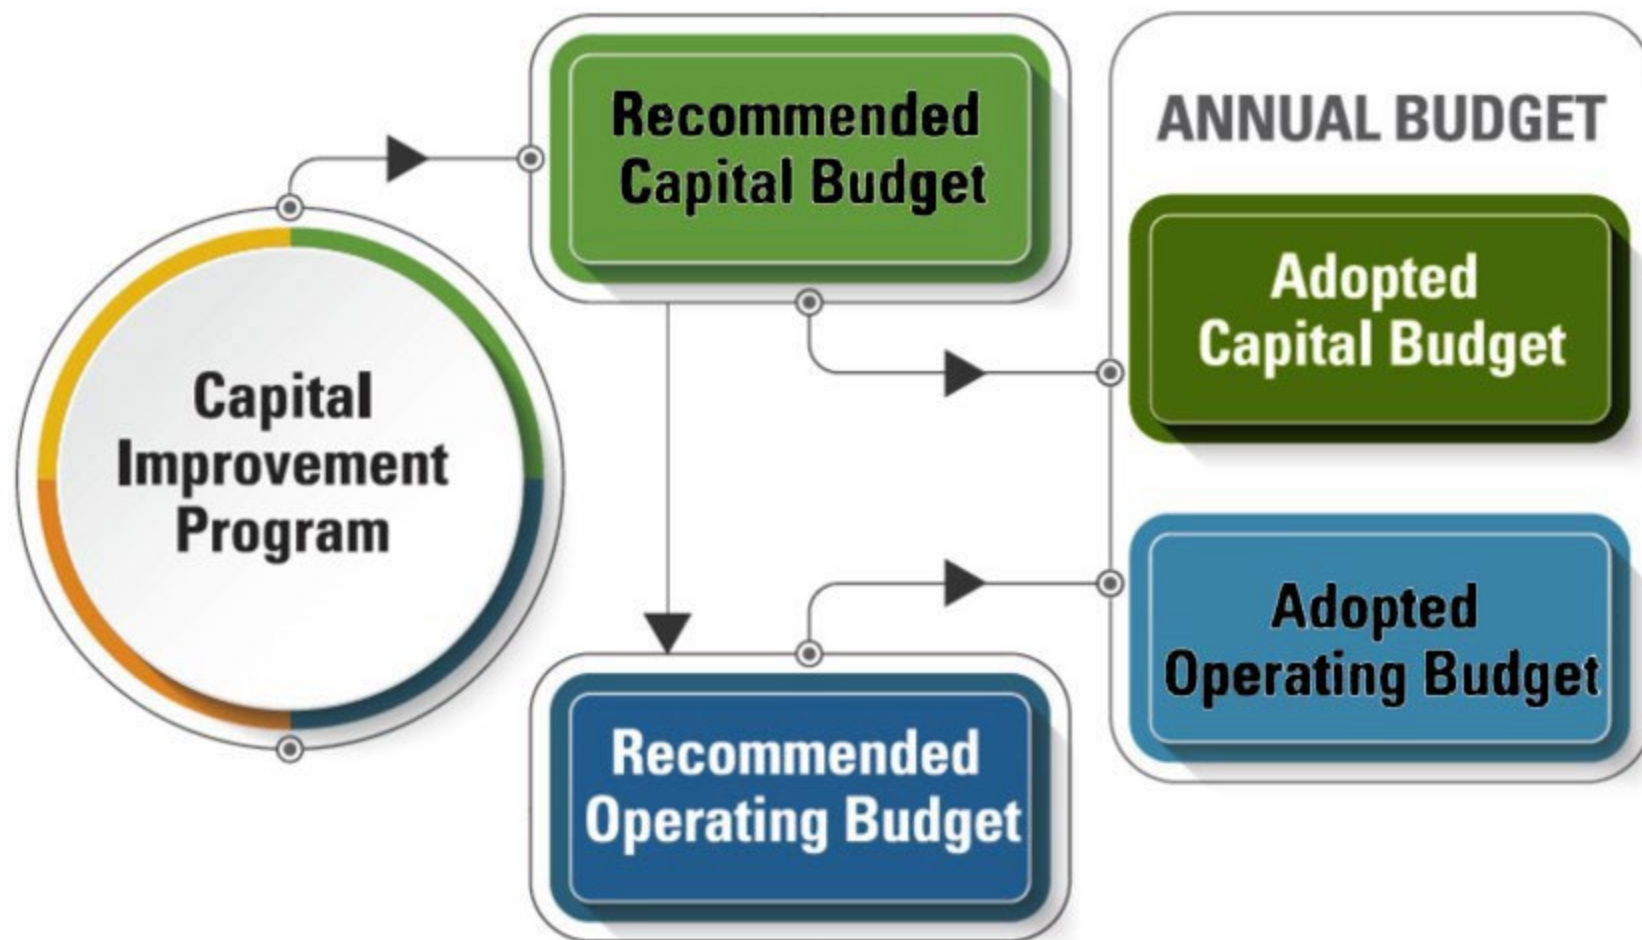 Recommended
Capital Budget
ANNUAL BUDGET
Adopted
Capital Budget
Capital
Improvement
Program
Adopted
Operating Budget
Recommended
Operating Budget